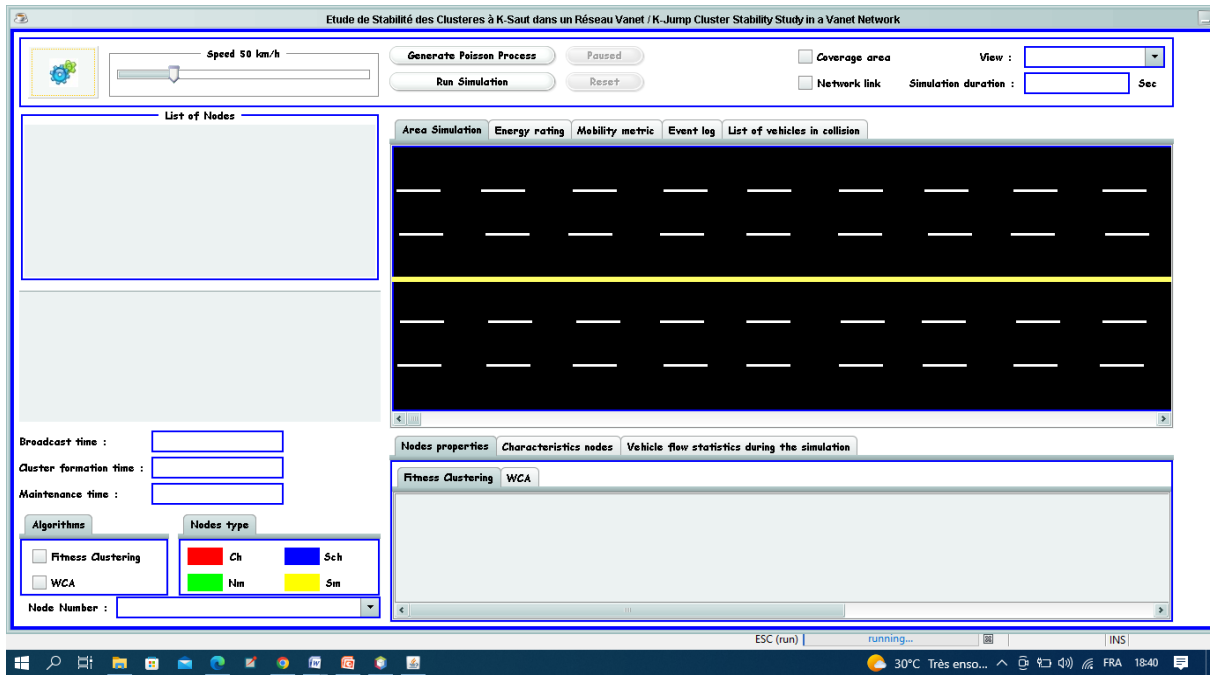 Etude de Stabilité des Clusteres à K-Saut dans un Réseau Vanet / K-Jump Cluster Stability Study in a Vanet Network
Speed 50 km/h
Generate Poisson Process
Paused
Coverage area
View :
Run Simulation
Reset
Network link
Simulation duration :
Sec
List of Nodes
Area Simulation
Energy rating
Mobility metric
Event log
List of vehicles in collision
Broadcast time :
Cluster formation time :
Maintenance time :
Nodes properties
Characteristics nodes
Vehicle flow statistics during the simulation
Fitness Clustering
WCA
Algorithms
Nodes type
Fitness Clustering
Ch
Sch
WCA
Nm
Sm
Node Number :
ESC (run)
running...
INS
30°C Très enso...
FRA
18:40